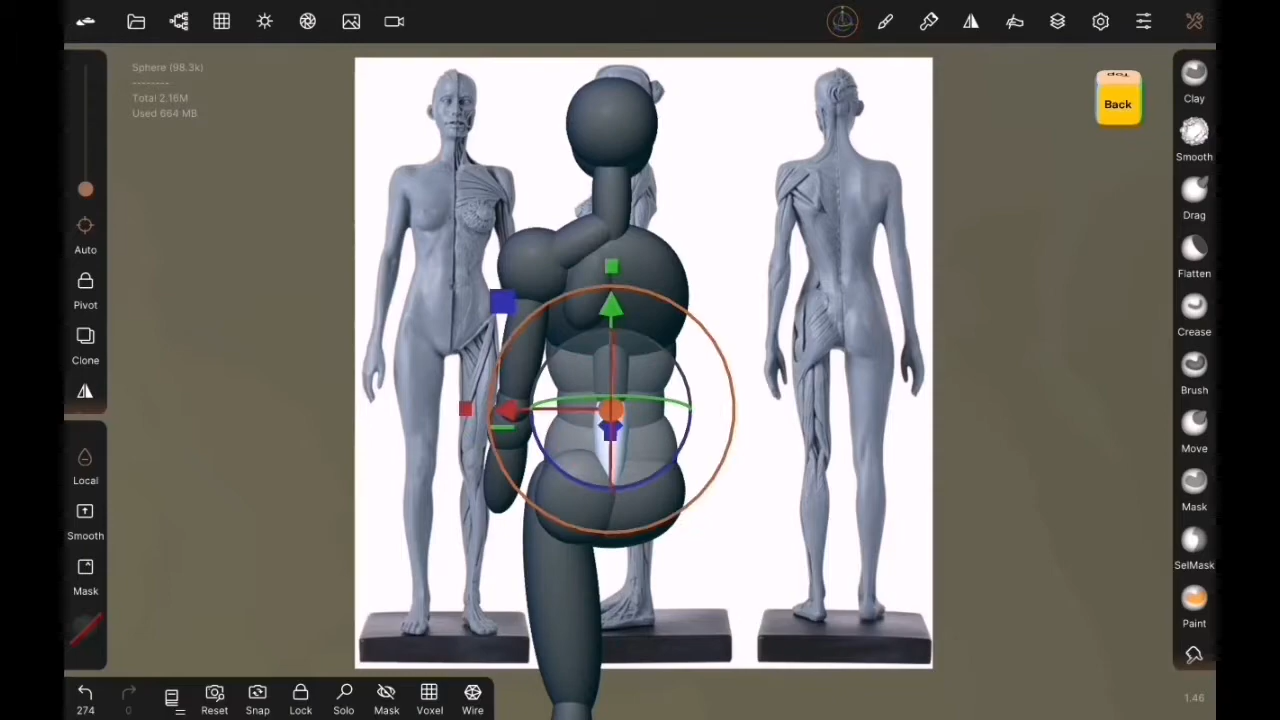 Sphere (98.3k)
--------
Total 2.16M
Used 664 MB
Top
Back
Auto
Pivot
Clone
Local
Smooth
Mask
Clay
Smooth
Drag
Flatten
Crease
Brush
Move
Mask
SelMask
Paint
274
0
Reset
Snap
Lock
Solo
Mask
Voxel
Wire
1.46